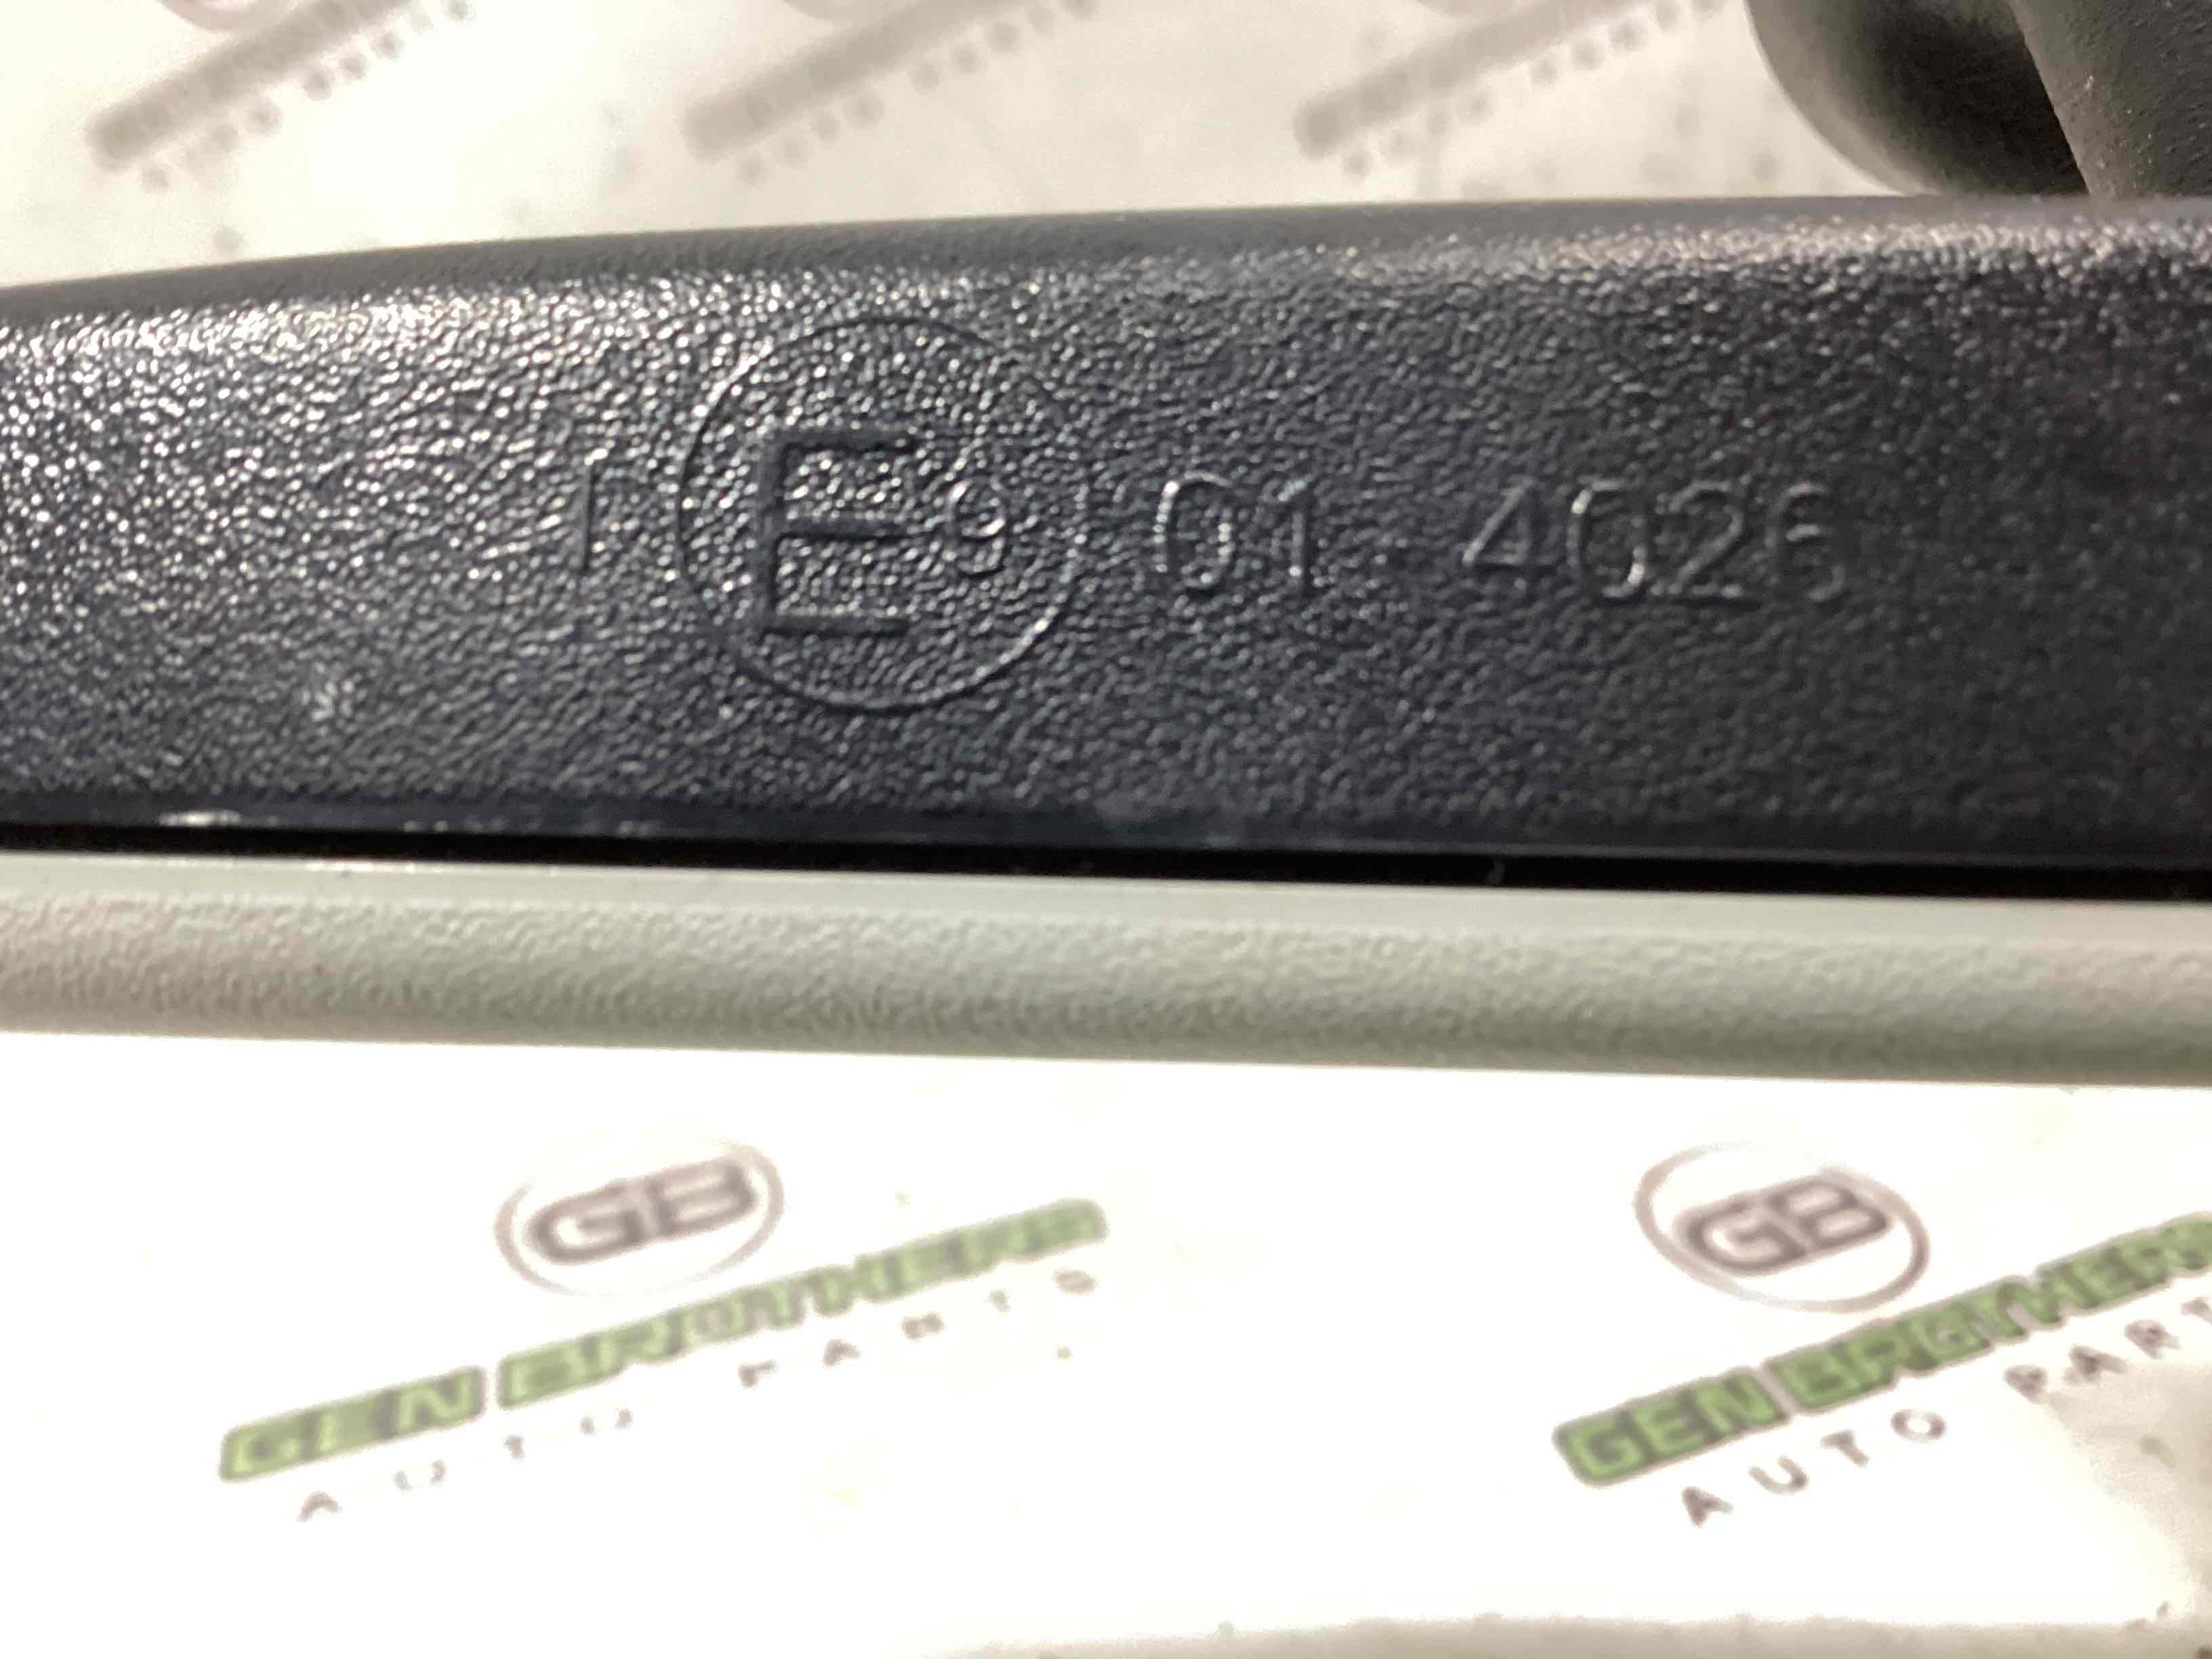 I E9 01 4026
GB
GEN BROTHERS
AUTO PARTS
GB
GEN BROTHERS
AUTO PART